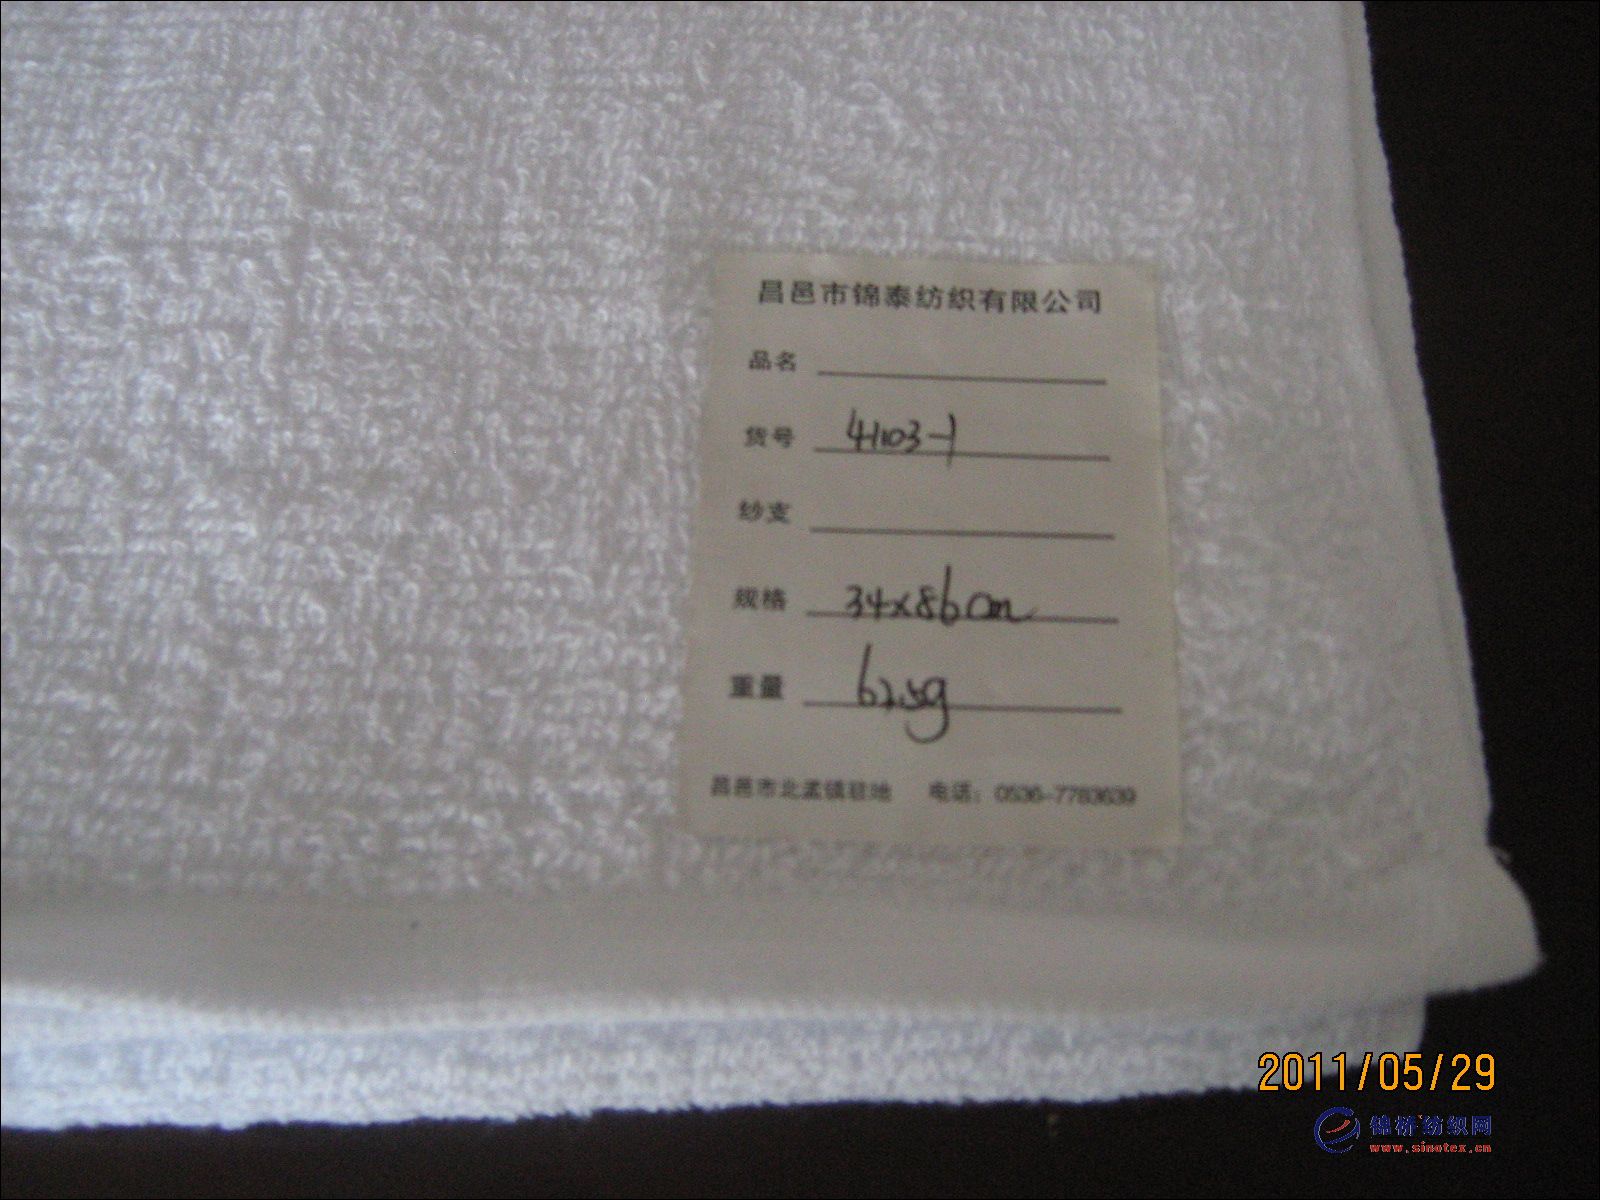 昌邑市锦泰纺织有限公司
品名
货号 41103-1
纱支
规格 34x86cm
重量 62.5g
昌邑市北孟镇驻地 电话：0536-7783639
2011/05/29
锦桥纺织网
www.sinotex.cn